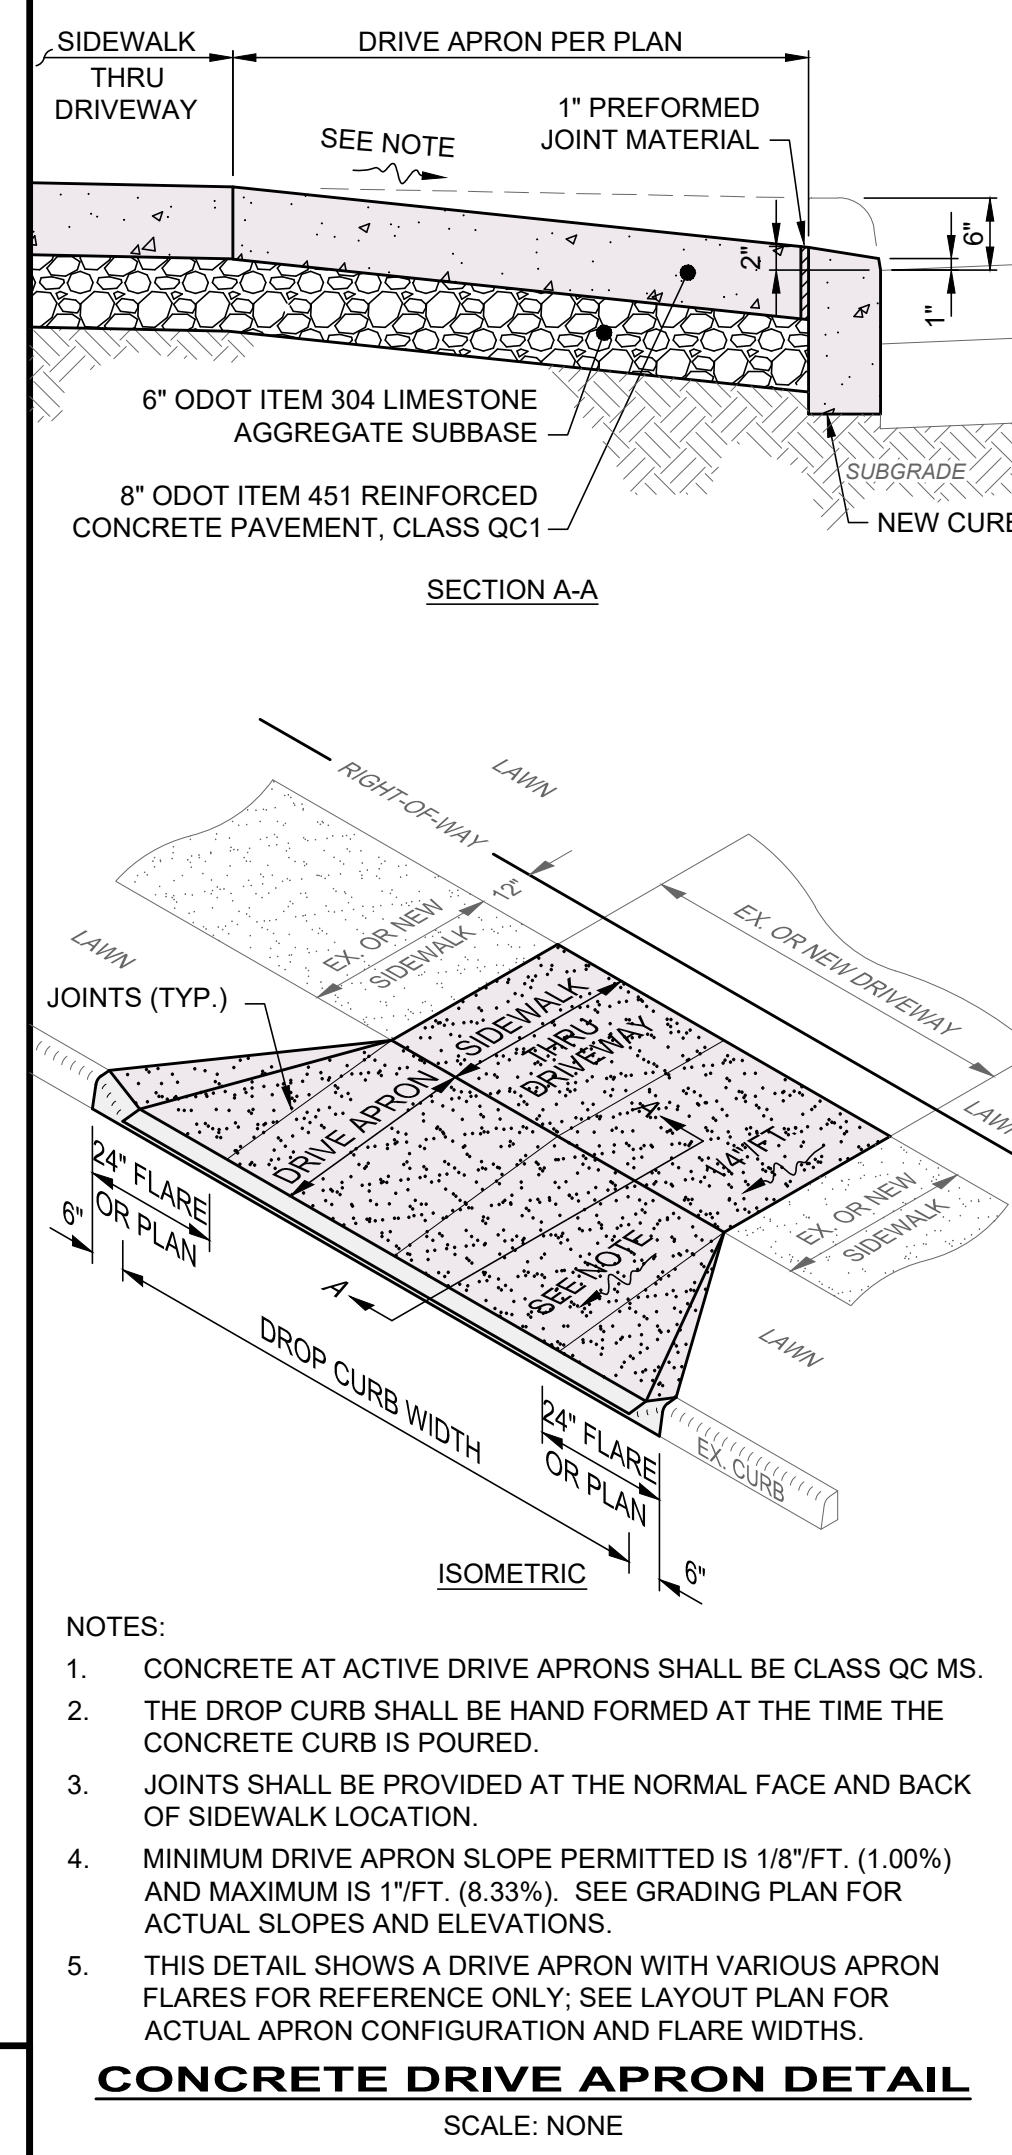 SIDEWALK
THRU
DRIVEWAY
DRIVE APRON PER PLAN
1" PREFORMED
JOINT MATERIAL
SEE NOTE
2"
6"
1"
6" ODOT ITEM 304 LIMESTONE
AGGREGATE SUBBASE
8" ODOT ITEM 451 REINFORCED
CONCRETE PAVEMENT, CLASS QC1
SUBGRADE
NEW CURB
SECTION A-A
RIGHT-OF-WAY
LAWN
12"
EX. OR NEW
SIDEWALK
EX. OR NEW DRIVEWAY
LAWN
JOINTS (TYP.)
SIDEWALK
THRU
DRIVEWAY
DRIVE APRON
A
1/4"/FT.
LAWN
24" FLARE
OR PLAN
6"
EX. OR NEW
SIDEWALK
SEE NOTE
A
DROP CURB WIDTH
LAWN
24" FLARE
OR PLAN
EX. CURB
6"
ISOMETRIC
NOTES:
1. CONCRETE AT ACTIVE DRIVE APRONS SHALL BE CLASS QC MS.
2. THE DROP CURB SHALL BE HAND FORMED AT THE TIME THE
CONCRETE CURB IS POURED.
3. JOINTS SHALL BE PROVIDED AT THE NORMAL FACE AND BACK
OF SIDEWALK LOCATION.
4. MINIMUM DRIVE APRON SLOPE PERMITTED IS 1/8"/FT. (1.00%)
AND MAXIMUM IS 1"/FT. (8.33%). SEE GRADING PLAN FOR
ACTUAL SLOPES AND ELEVATIONS.
5. THIS DETAIL SHOWS A DRIVE APRON WITH VARIOUS APRON
FLARES FOR REFERENCE ONLY; SEE LAYOUT PLAN FOR
ACTUAL APRON CONFIGURATION AND FLARE WIDTHS.
CONCRETE DRIVE APRON DETAIL
SCALE: NONE